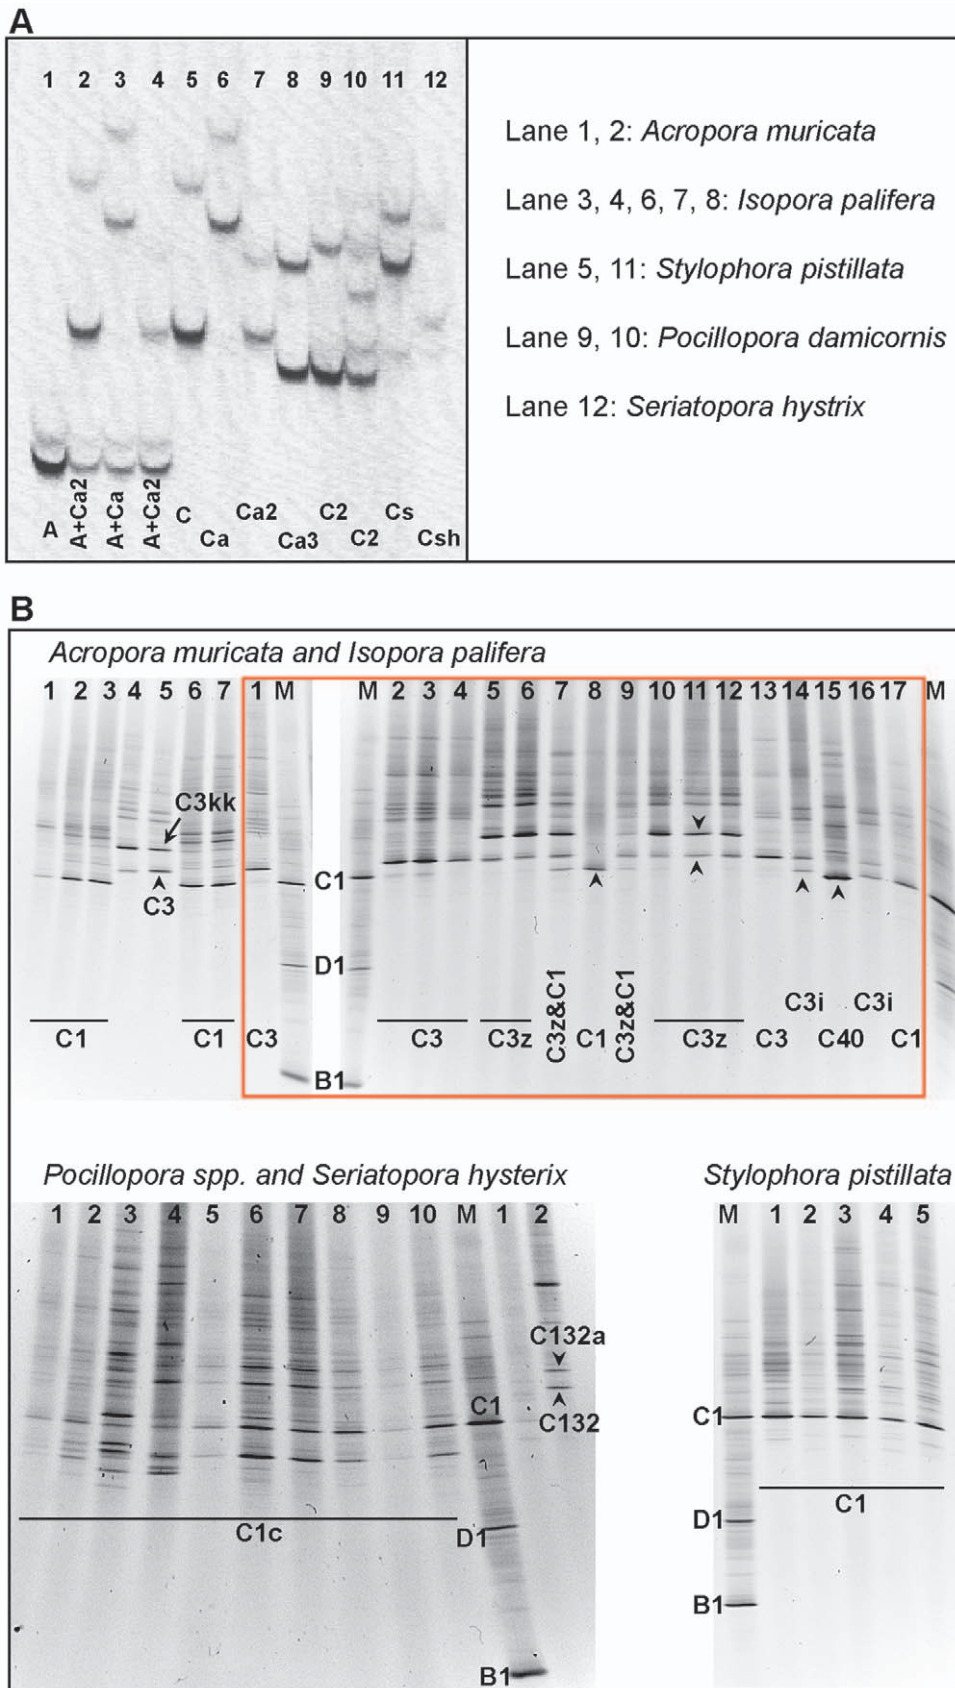 A
1 2 3 4 5 6 7 8 9 10 11 12
A A+Ca2 A+Ca A+Ca2 C Ca Ca2 Ca3 C2 C2 Cs Csh
Lane 1, 2: Acropora muricata
Lane 3, 4, 6, 7, 8: Isopora palifera
Lane 5, 11: Stylophora pistillata
Lane 9, 10: Pocillopora damicornis
Lane 12: Seriatopora hystrix
B
Acropora muricata and Isopora palifera
1 2 3 4 5 6 7 1 M M 2 3 4 5 6 7 8 9 10 11 12 13 14 15 16 17 M
C3kk
C3
C1
D1
B1
C1 C1 C3 C3 C3z C3z&C1 C1 C3z&C1 C3z C3 C3i C40 C3i C1
Pocillopora spp. and Seriatopora hysterix
1 2 3 4 5 6 7 8 9 10 M 1 2
C132a
C132
C1
C1c
D1
B1
Stylophora pistillata
M 1 2 3 4 5
C1
C1
D1
B1